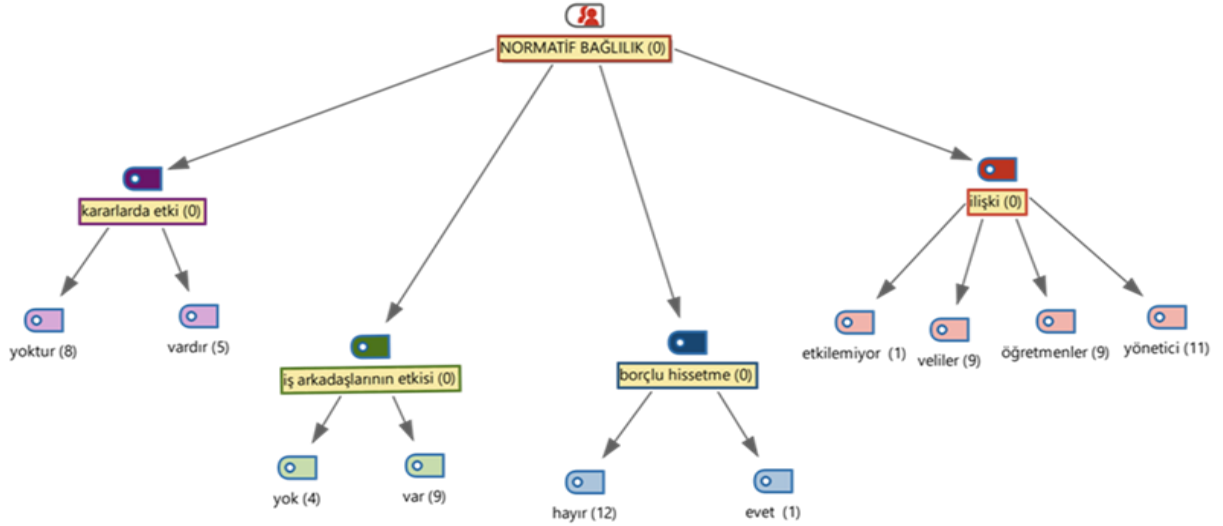 NORMATİF BAĞLILIK (0)
kararlarda etki (0)
ilişki (0)
yoktur (8)
vardır (5)
etkilemiyor (1)
veliler (9)
öğretmenler (9)
yönetici (11)
iş arkadaşlarının etkisi (0)
borçlu hissetme (0)
yok (4)
var (9)
hayır (12)
evet (1)